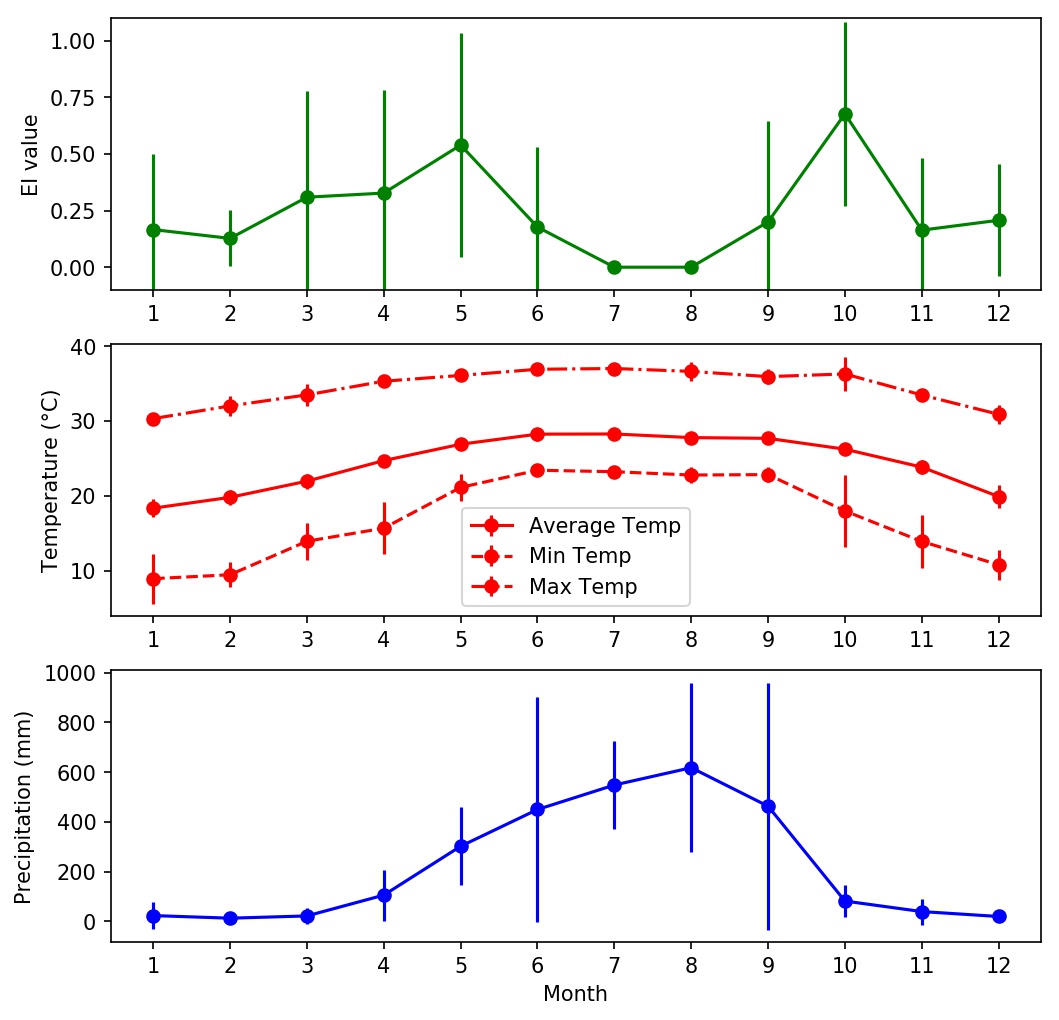 EI value
1.00
0.75
0.50
0.25
0.00
1 2 3 4 5 6 7 8 9 10 11 12
Temperature (°C)
40
30
20
10
Average Temp
Min Temp
Max Temp
1 2 3 4 5 6 7 8 9 10 11 12
Precipitation (mm)
1000
800
600
400
200
0
1 2 3 4 5 6 7 8 9 10 11 12
Month